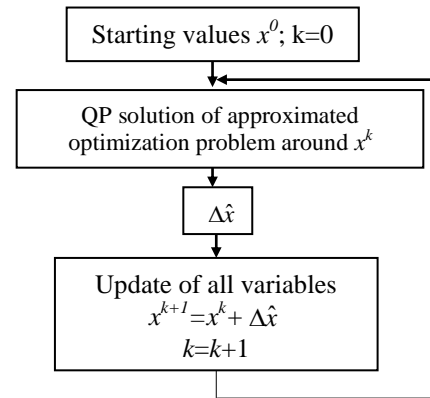 Starting values x⁰; k=0
QP solution of approximated
optimization problem around xᵏ
Δx̂
Update of all variables
xᵏ⁺¹=xᵏ+ Δx̂
k=k+1